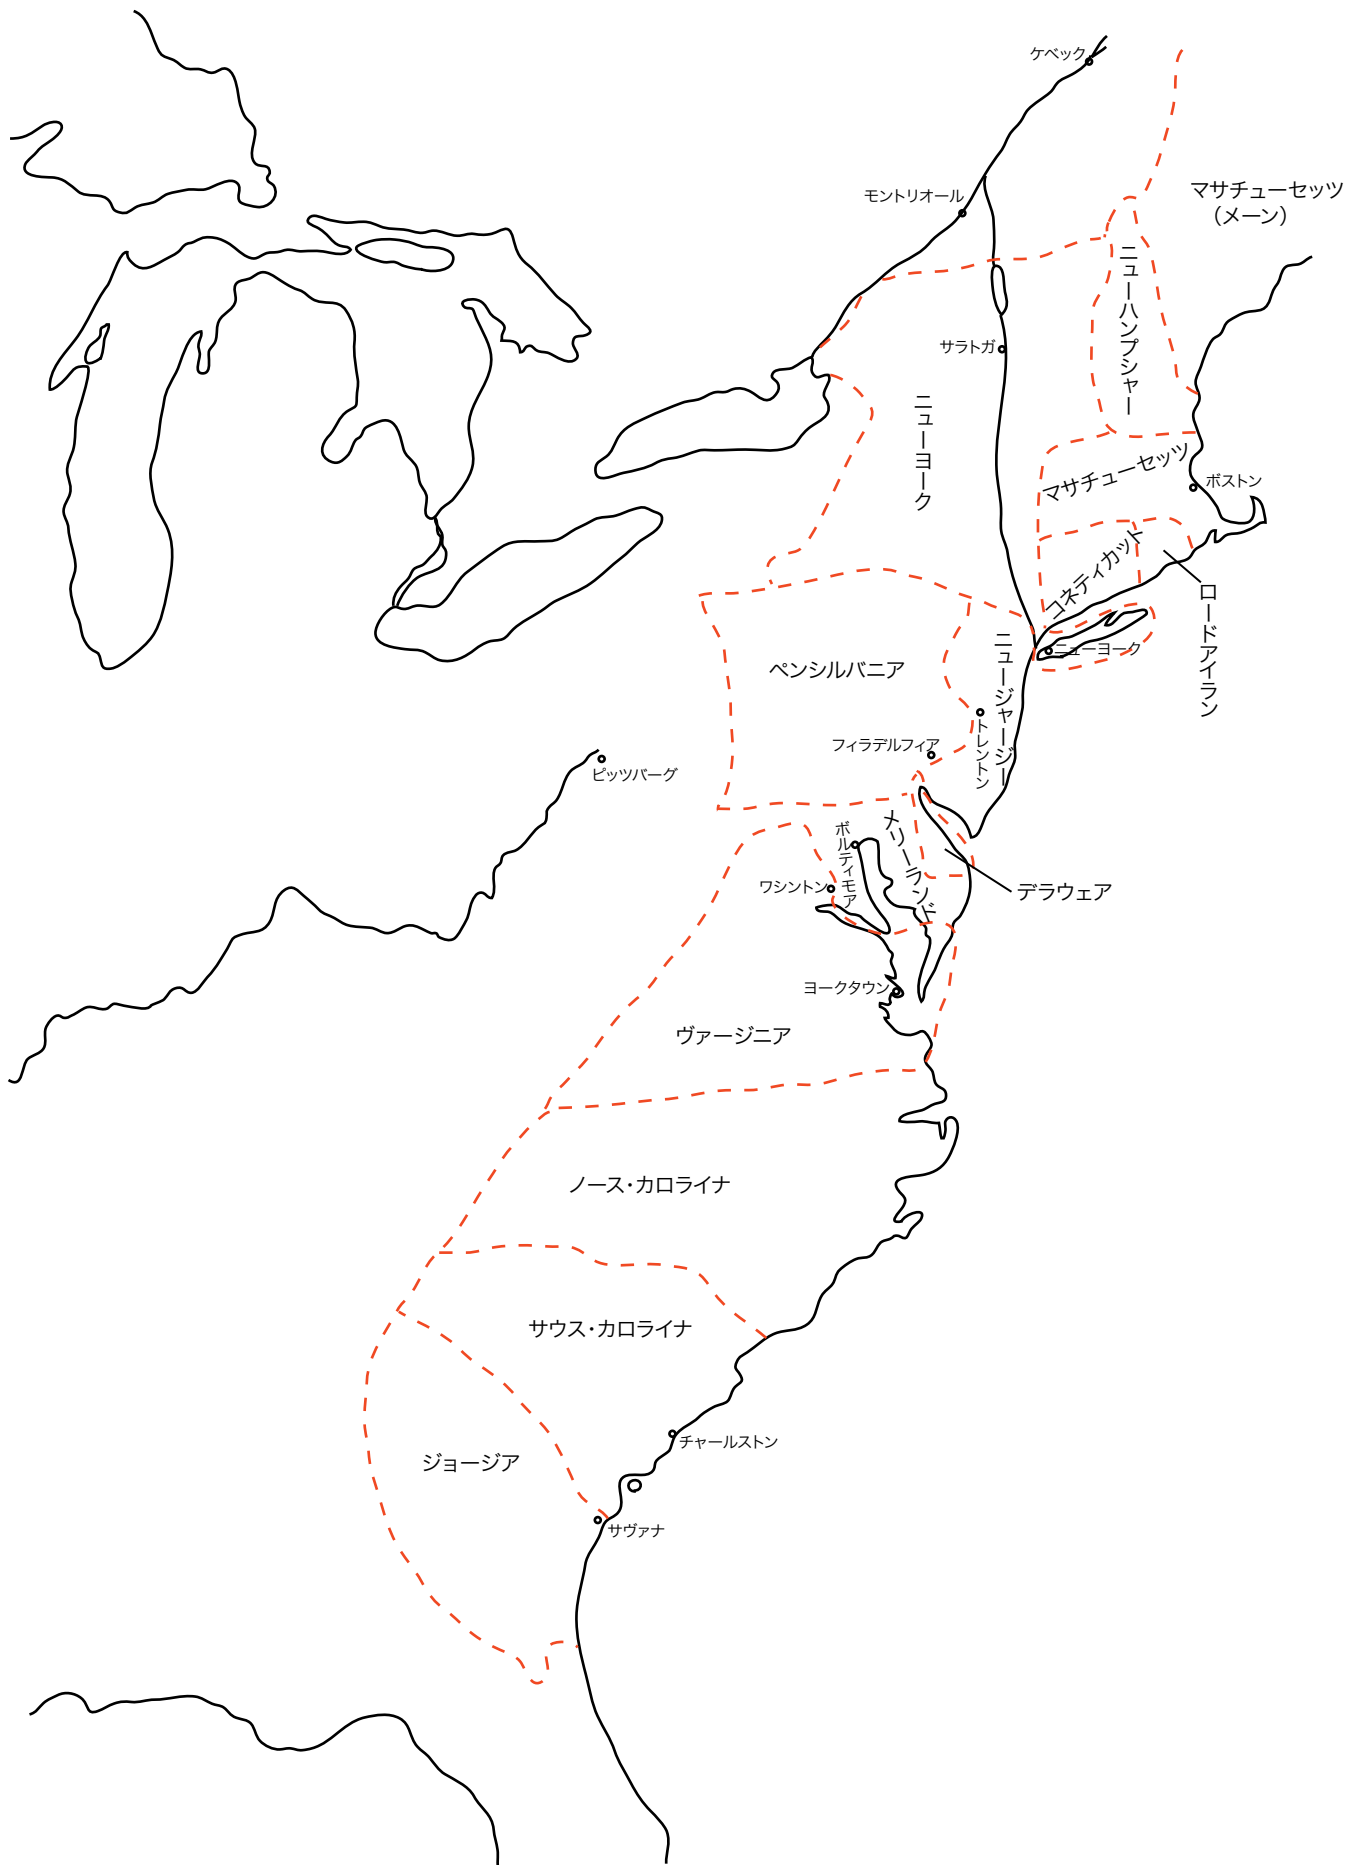 ケベック
マサチューセッツ
（メーン）
モントリオール
ニューハンプシャー
サラトガ
ニューヨーク
マサチューセッツ
ボストン
コネティカット
ロードアイラン
ニューヨーク
ニュージャージー
ペンシルバニア
トレントン
フィラデルフィア
ピッツバーグ
メリーランド
ボルティモア
ワシントン
デラウェア
ヨークタウン
ヴァージニア
ノース・カロライナ
サウス・カロライナ
チャールストン
ジョージア
サヴァナ